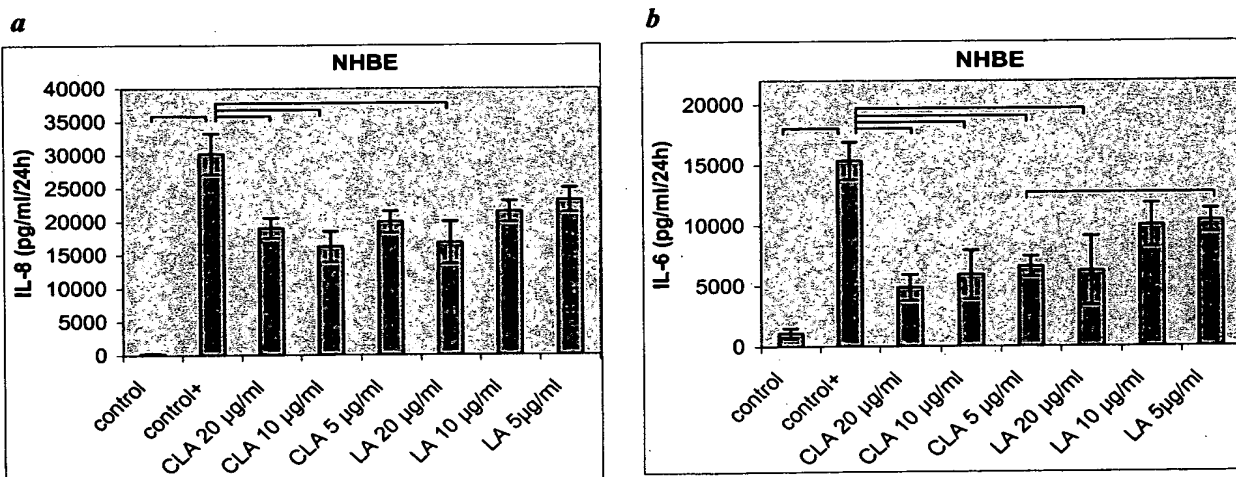 a
NHBE
IL-8 (pg/ml/24h)
40000
35000
30000
25000
20000
15000
10000
5000
0
control
control+
CLA 20 µg/ml
CLA 10 µg/ml
CLA 5 µg/ml
LA 20 µg/ml
LA 10 µg/ml
LA 5µg/ml
b
NHBE
IL-6 (pg/ml/24h)
20000
15000
10000
5000
0
control
control+
CLA 20 µg/ml
CLA 10 µg/ml
CLA 5 µg/ml
LA 20 µg/ml
LA 10 µg/ml
LA 5µg/ml